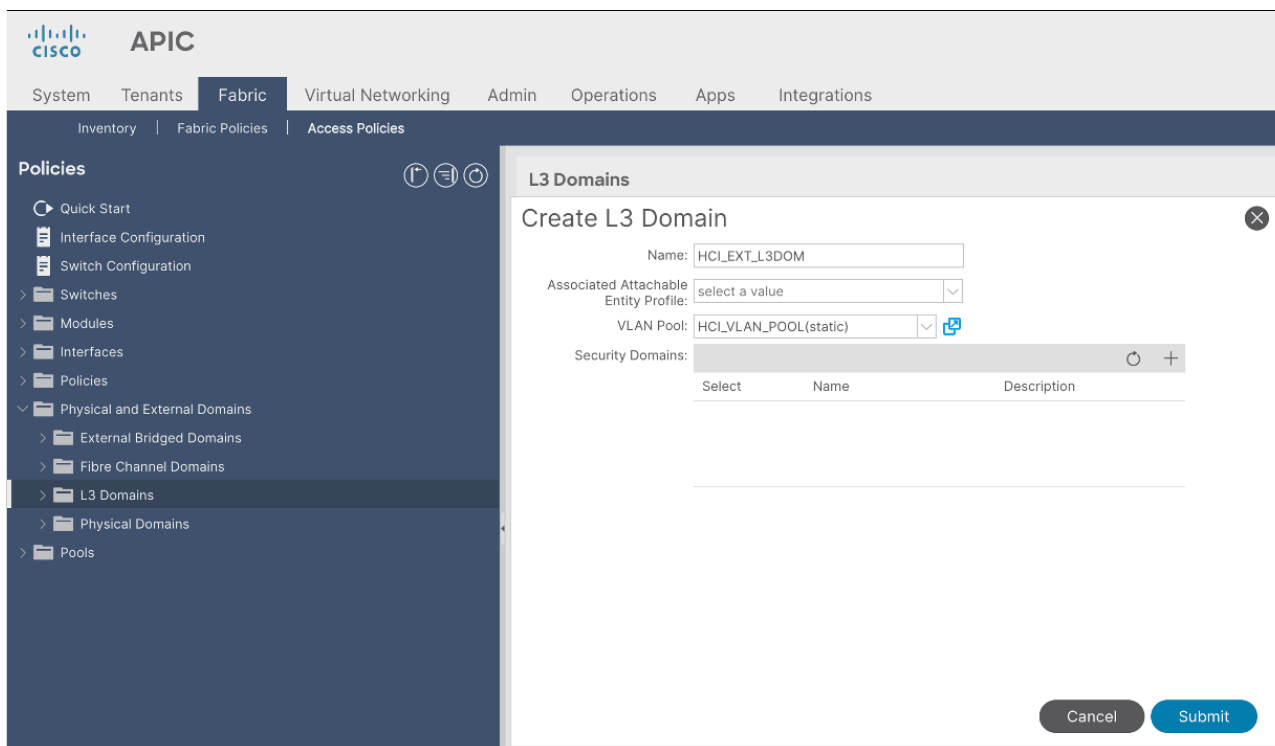 CISCO APIC
System Tenants Fabric Virtual Networking Admin Operations Apps Integrations
Inventory Fabric Policies Access Policies
Policies
Quick Start
Interface Configuration
Switch Configuration
Switches
Modules
Interfaces
Policies
Physical and External Domains
External Bridged Domains
Fibre Channel Domains
L3 Domains
Physical Domains
Pools
L3 Domains
Create L3 Domain
Name: HCI_EXT_L3DOM
Associated Attachable
Entity Profile: select a value
VLAN Pool: HCI_VLAN_POOL(static)
Security Domains:
Select Name Description
Cancel Submit